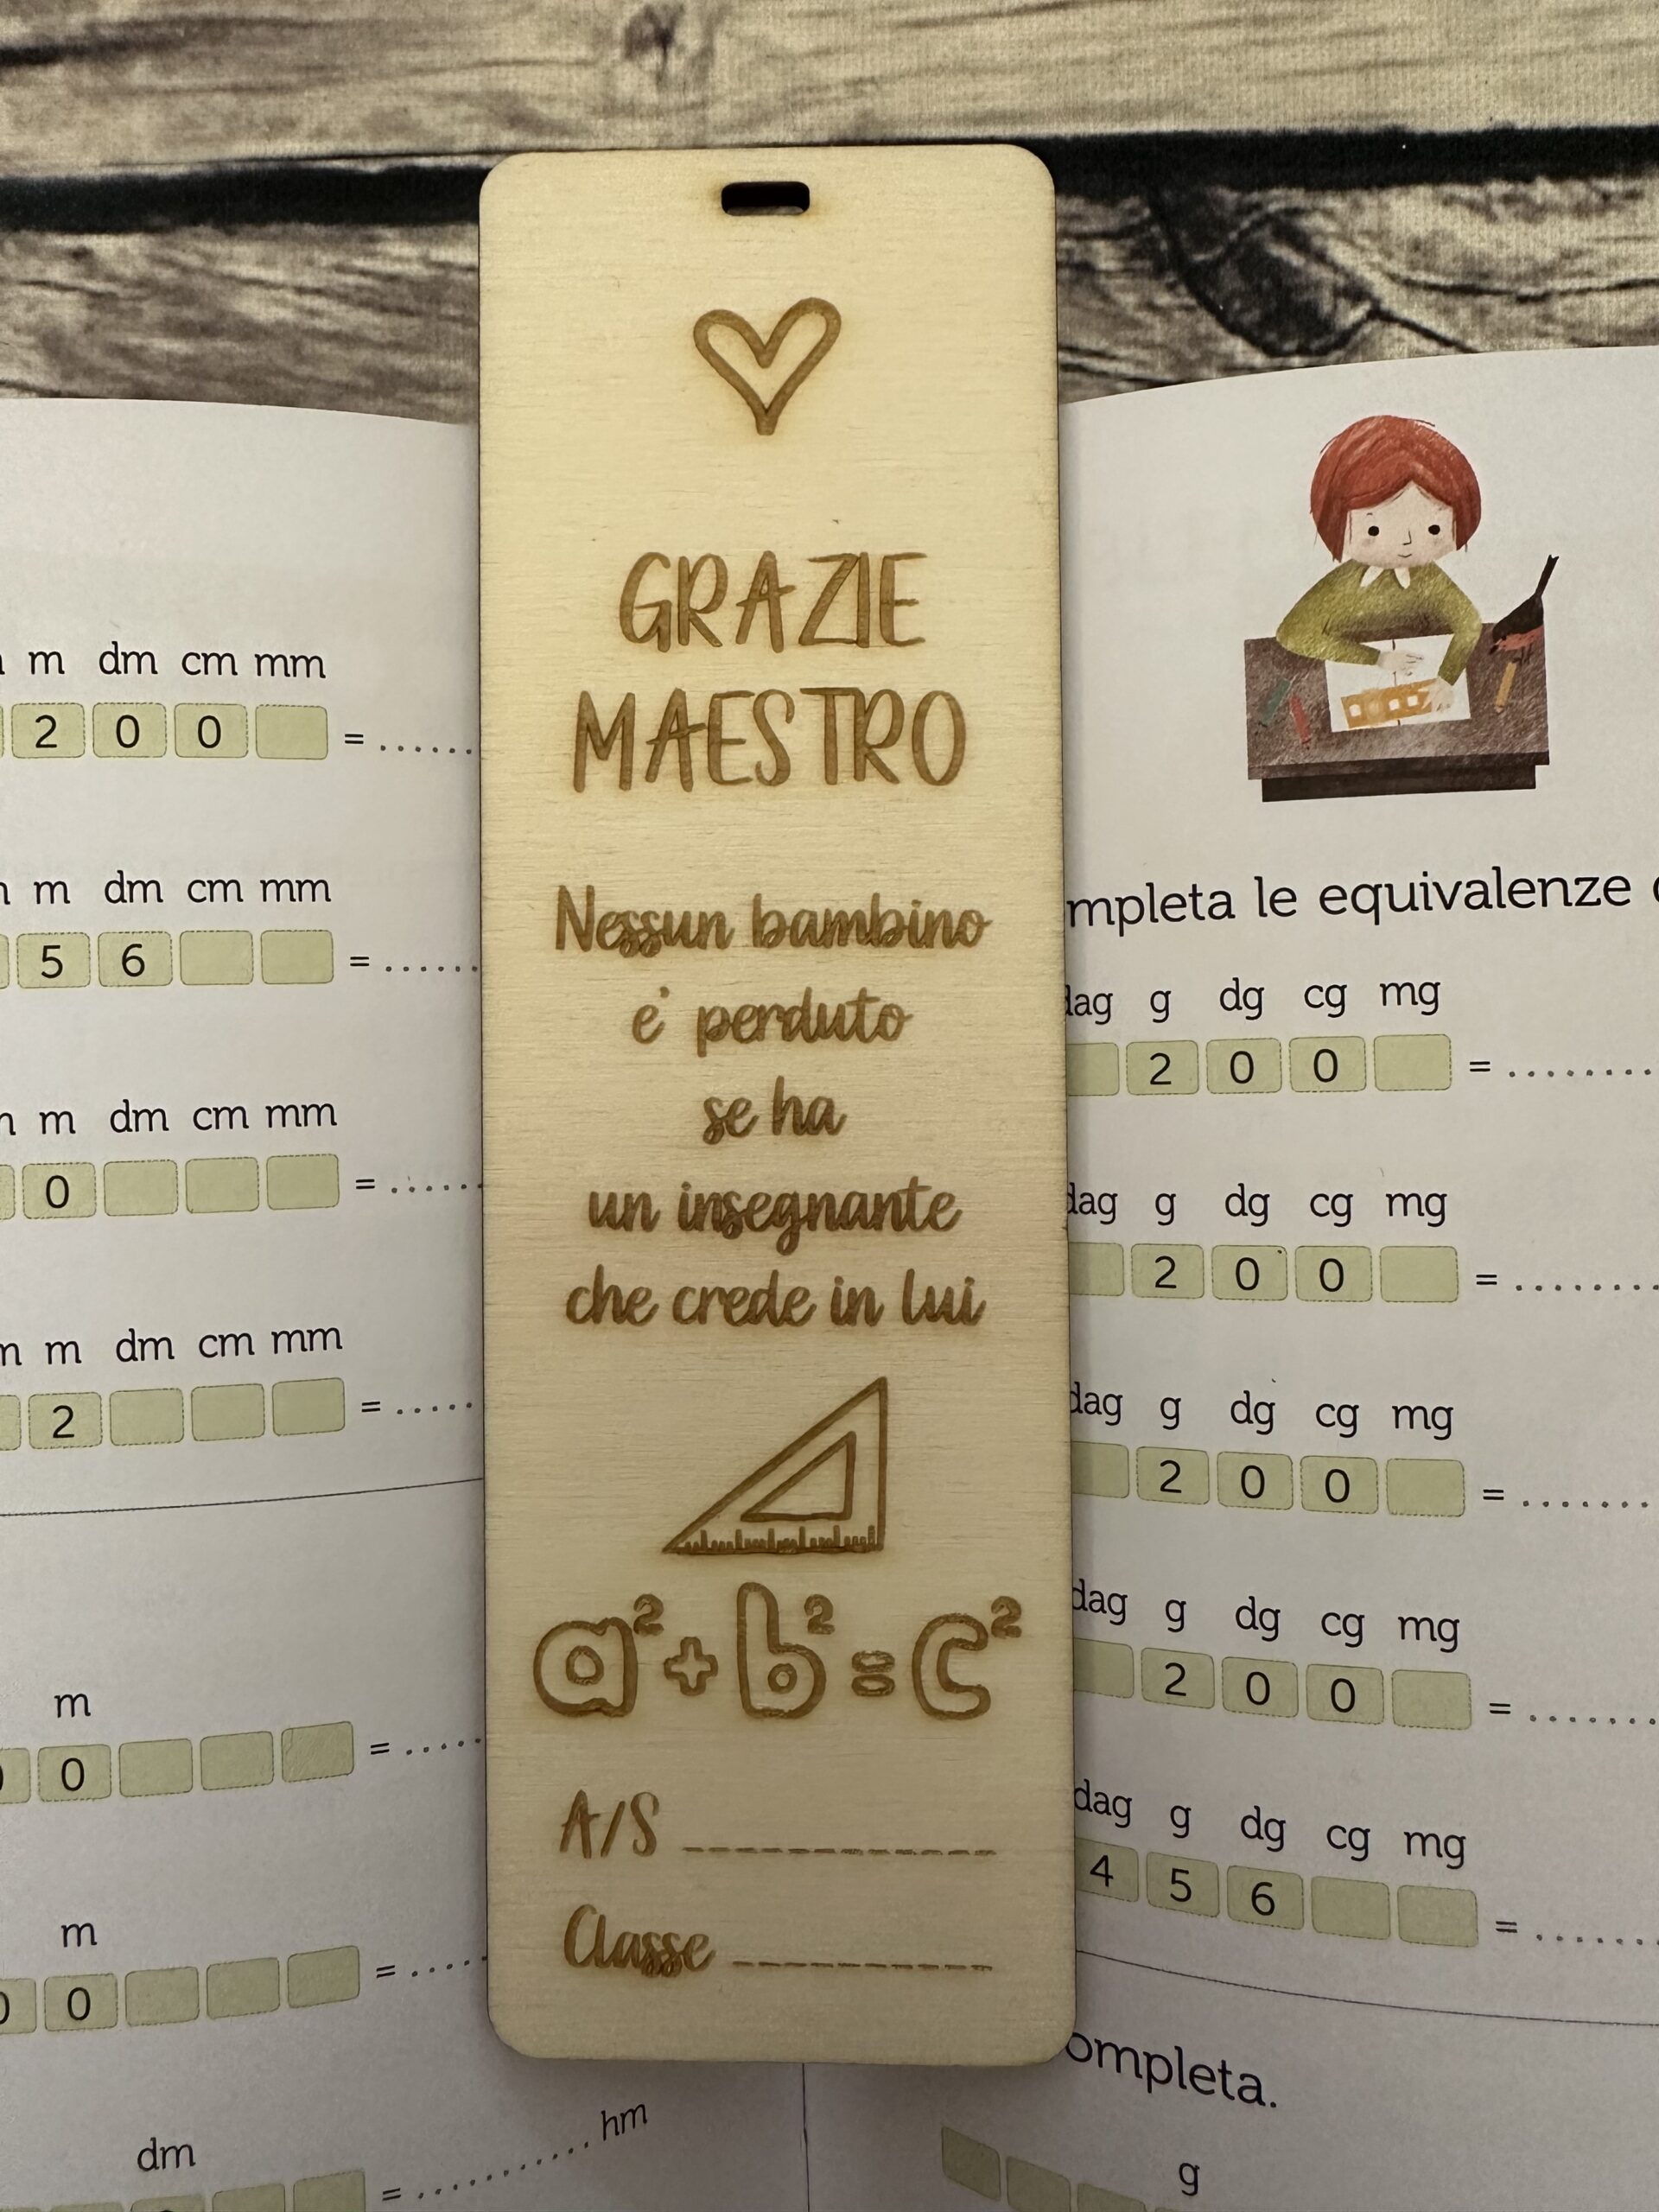 GRAZIE
MAESTRO
Nessun bambino
e' perduto
se ha
un insegnante
che crede in lui
a²+b²=c²
A/S ____________
Classe __________
m dm cm mm
2 0 0 = ......
m dm cm mm
5 6 = ......
m dm cm mm
0 = ......
m dm cm mm
2 = ......
m
0 = ......
m
0 = ......
dm
= ............ hm
mpleta le equivalenze
dag g dg cg mg
2 0 0 = ........
dag g dg cg mg
2 0 0 = ........
dag g dg cg mg
2 0 0 = ........
dag g dg cg mg
2 0 0 = ........
dag g dg cg mg
4 5 6 = ........
ompleta.
g